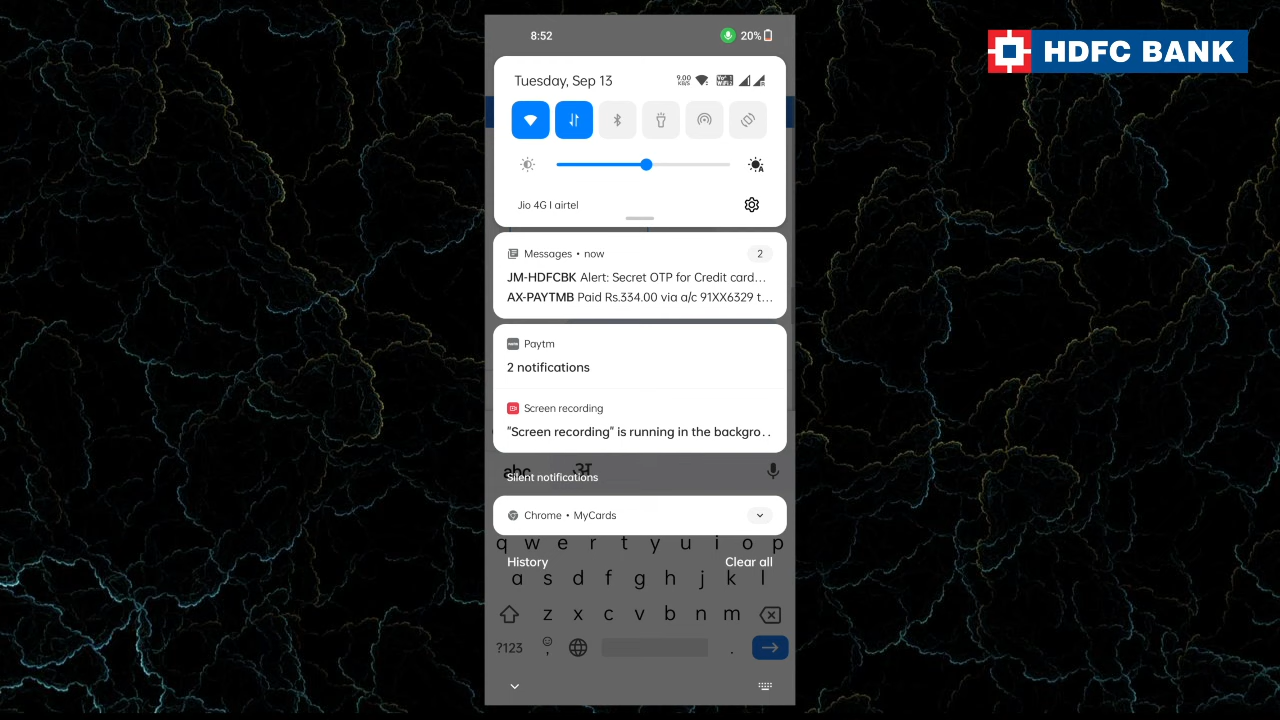 8:52
20%
HDFC BANK
Tuesday, Sep 13
9.00
KB/S
Jio 4G I airtel
Messages • now
2
JM-HDFCBK Alert: Secret OTP for Credit card...
AX-PAYTMB Paid Rs.334.00 via a/c 91XX6329 t...
Paytm
2 notifications
Screen recording
"Screen recording" is running in the backgro..
abc
अ
Silent notifications
Chrome • MyCards
q w e r t y u i o p
History
Clear all
a s d f g h j k l
z x c v b n m
?123 , .